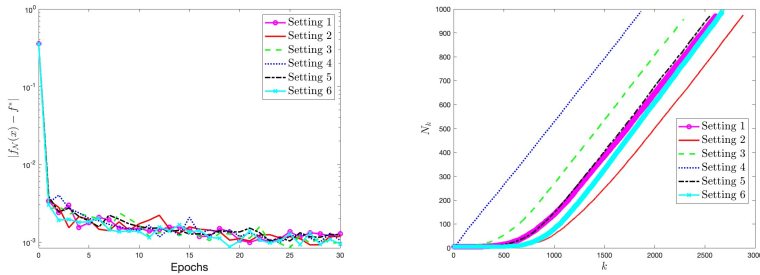 10^0
10^-1
10^-2
10^-3
|f_N(x) − f*|
0 5 10 15 20 25 30
Epochs
Setting 1
Setting 2
Setting 3
Setting 4
Setting 5
Setting 6
1000
900
800
700
600
500
400
300
200
100
0
N_k
0 500 1000 1500 2000 2500 3000
k
Setting 1
Setting 2
Setting 3
Setting 4
Setting 5
Setting 6